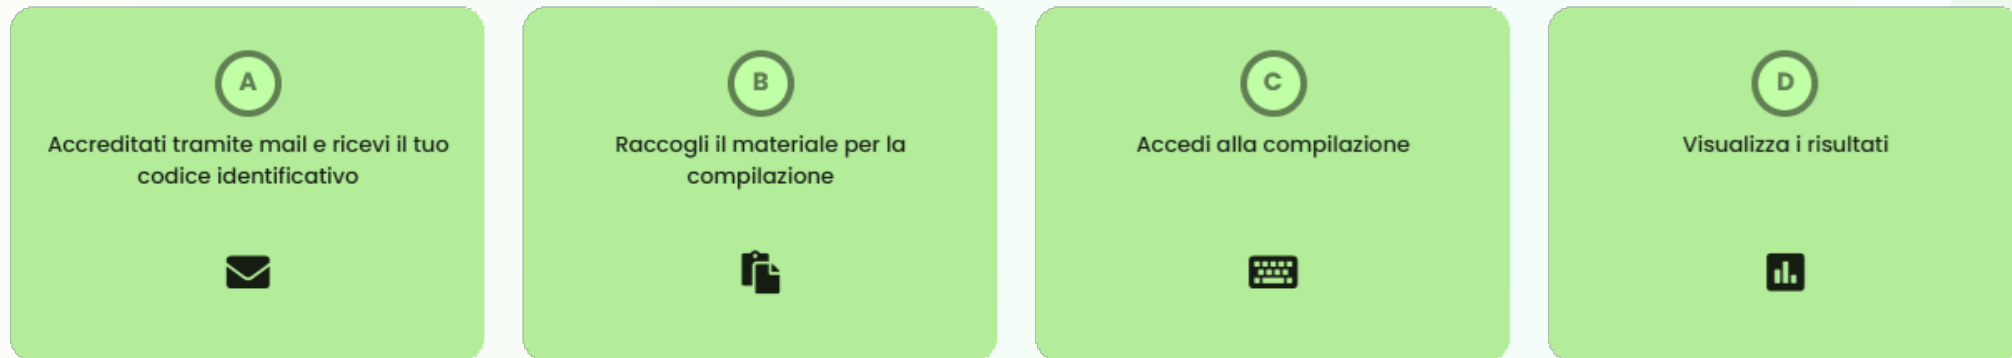 A
Accreditati tramite mail e ricevi il tuo
codice identificativo
B
Raccogli il materiale per la
compilazione
C
Accedi alla compilazione
D
Visualizza i risultati